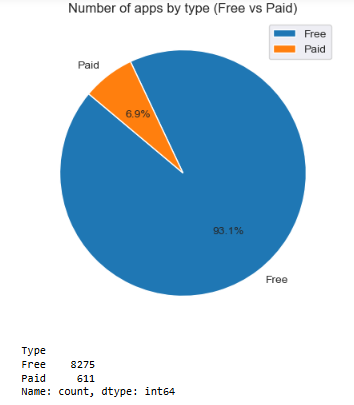 Number of apps by type (Free vs Paid)
Free
Paid
Paid
6.9%
93.1%
Free
Type
Free    8275
Paid     611
Name: count, dtype: int64